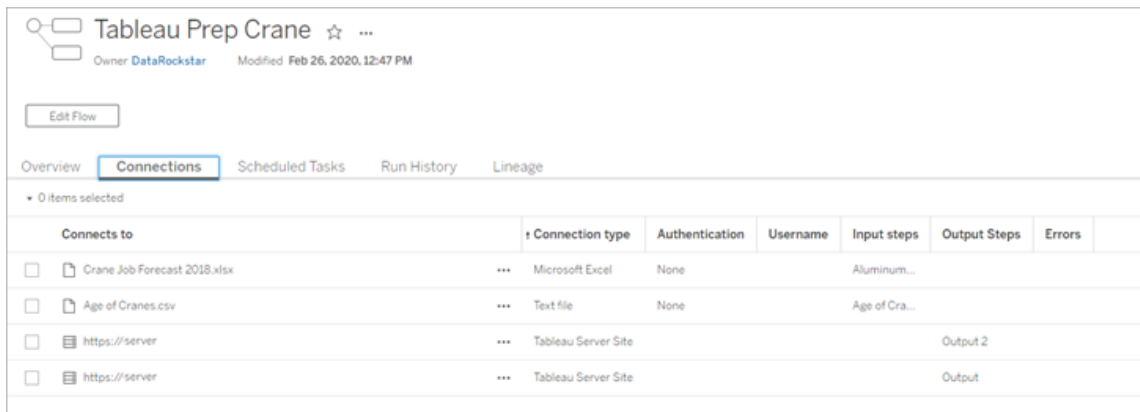 Tableau Prep Crane ☆ ...
Owner DataRockstar Modified Feb 26, 2020, 12:47 PM
Edit Flow
Overview Connections Scheduled Tasks Run History Lineage
0 items selected
Connects to ↑ Connection type Authentication Username Input steps Output Steps Errors
Crane Job Forecast 2018.xlsx ... Microsoft Excel None Aluminum...
Age of Cranes.csv ... Text file None Age of Cra...
https://server ... Tableau Server Site Output 2
https://server ... Tableau Server Site Output